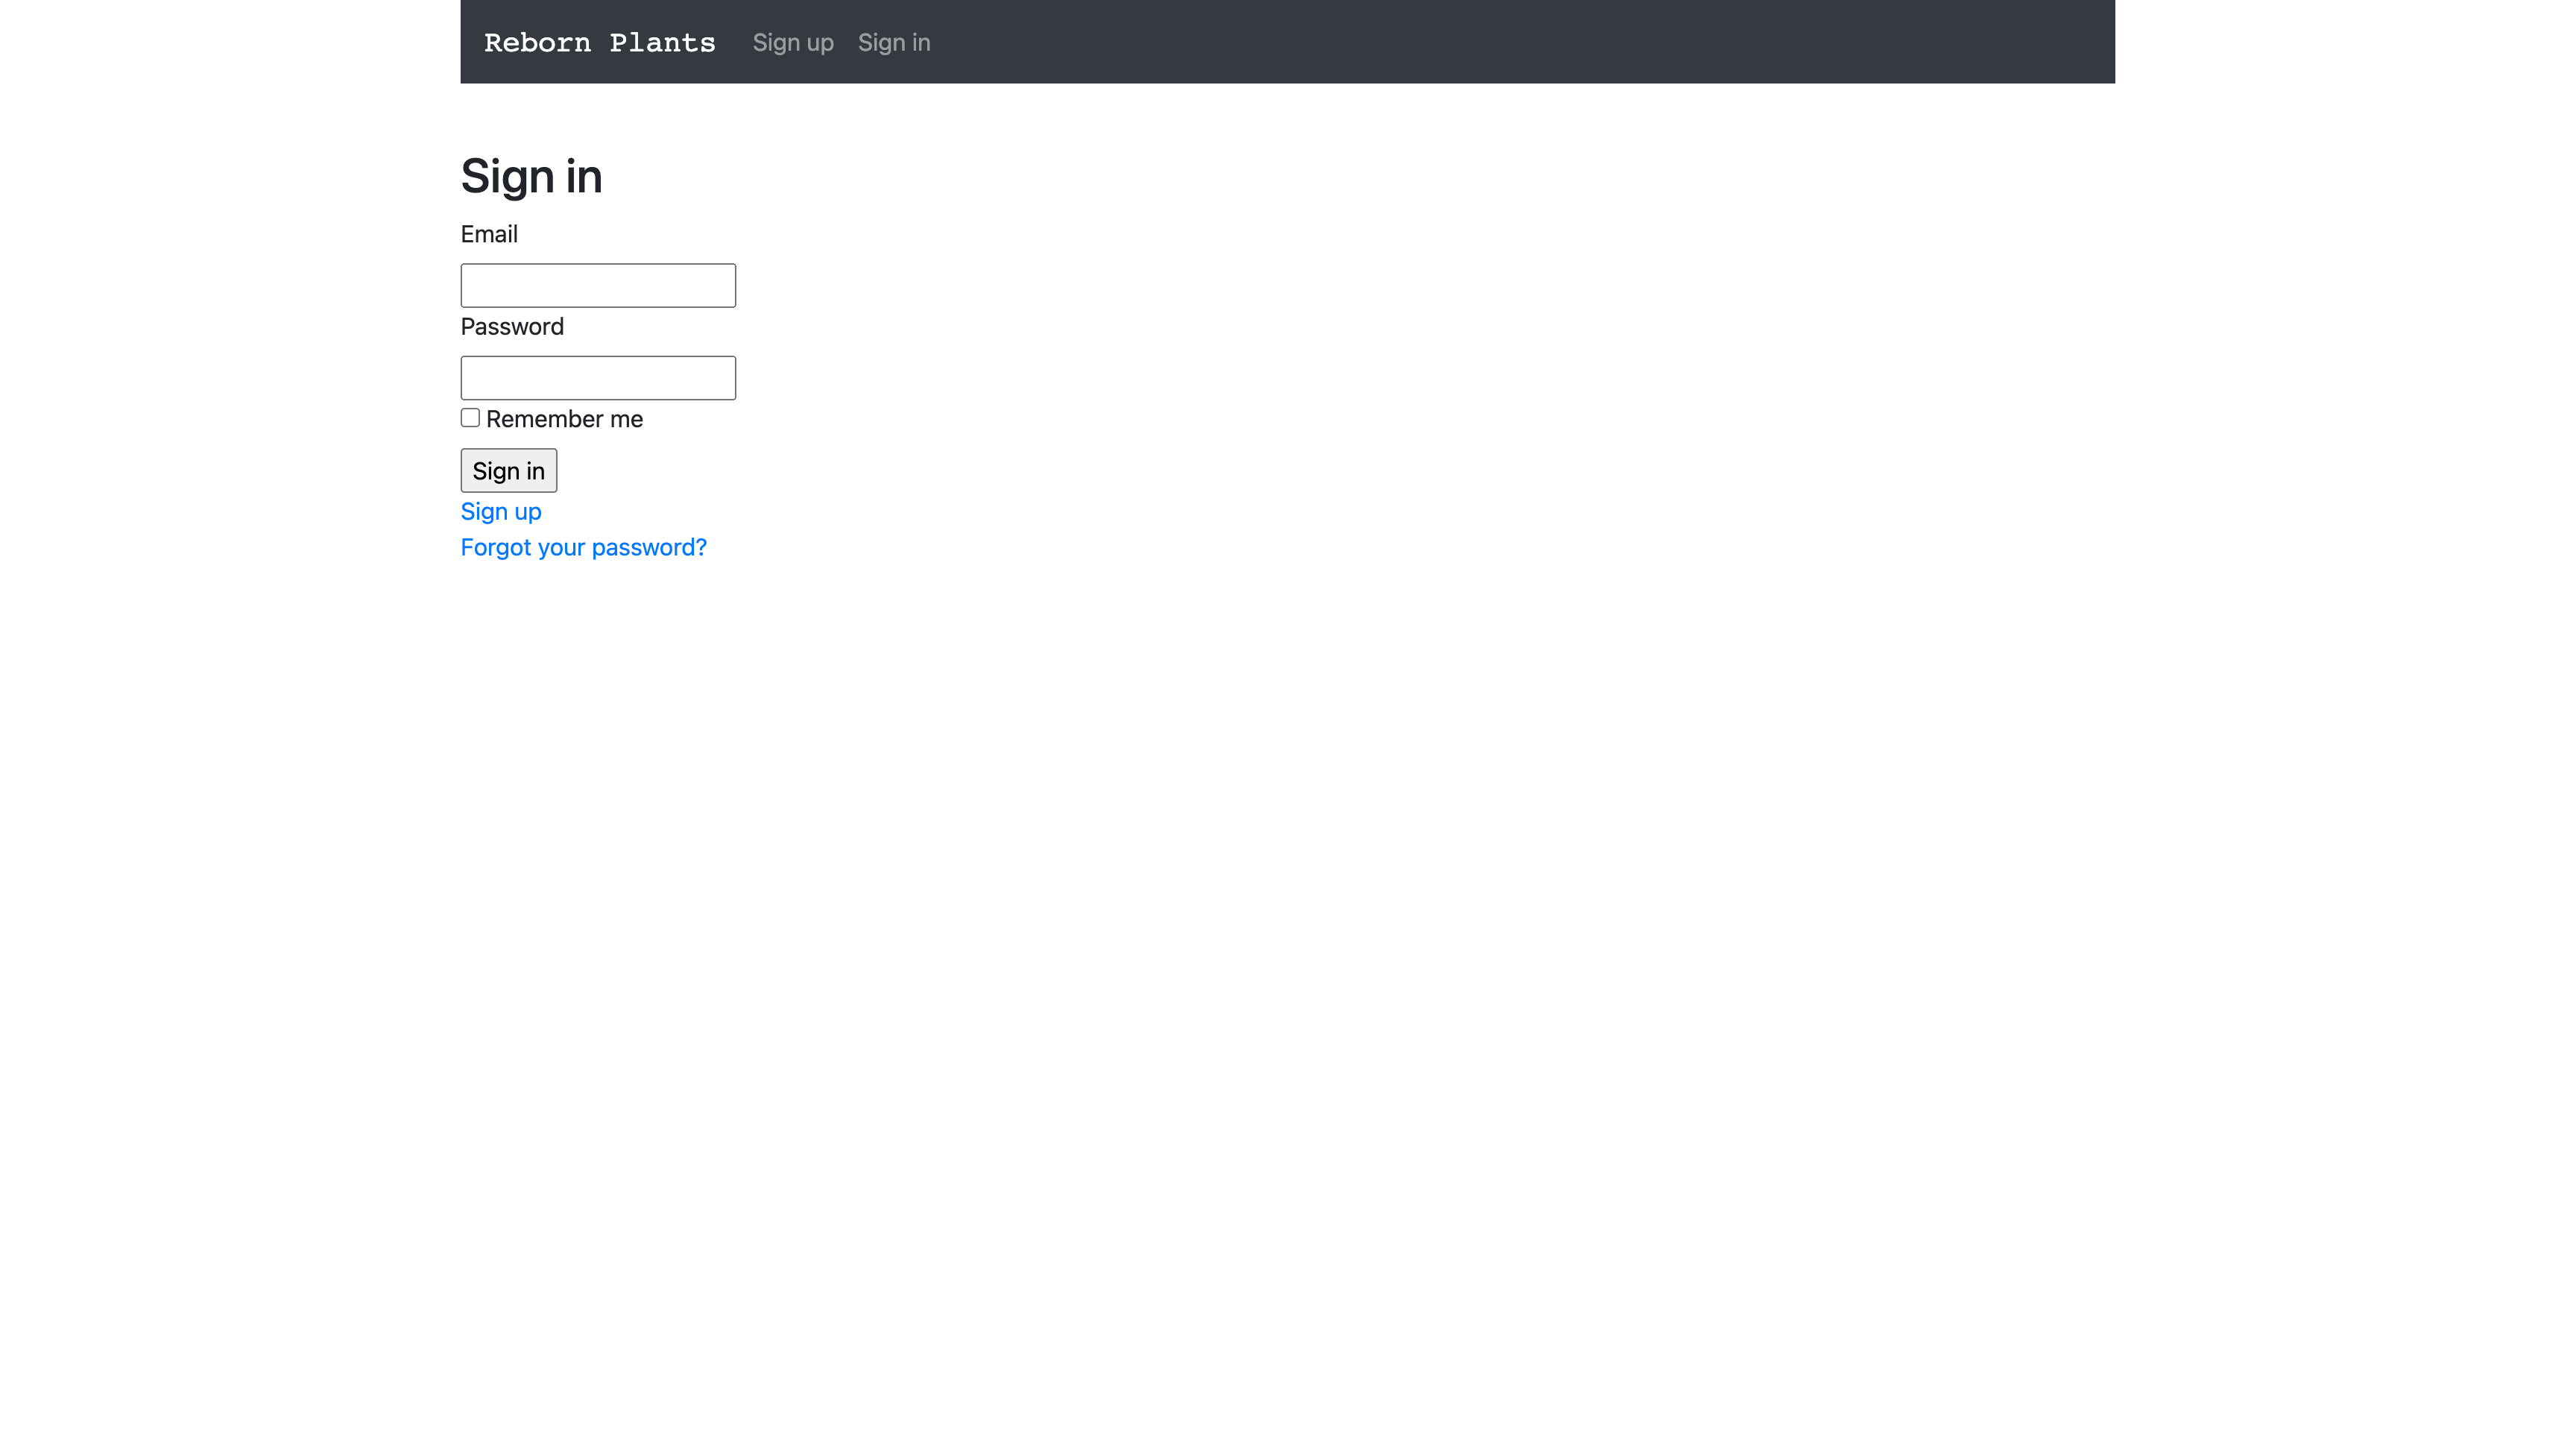 Reborn Plants Sign up Sign in
Sign in
Email
Password
Remember me
Sign in
Sign up
Forgot your password?